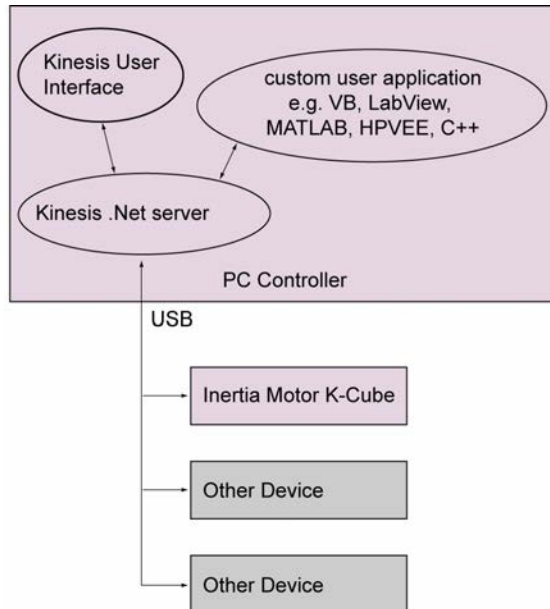 Kinesis User
Interface
custom user application
e.g. VB, LabView,
MATLAB, HPVEE, C++
Kinesis .Net server
PC Controller
USB
Inertia Motor K-Cube
Other Device
Other Device